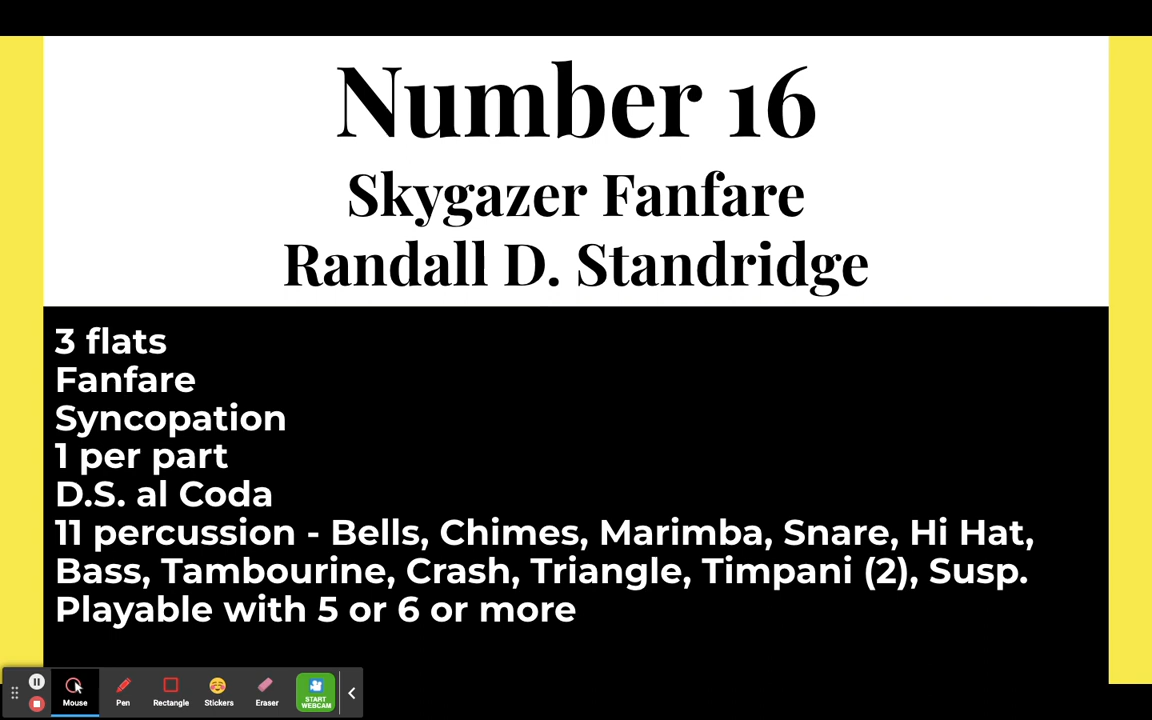 Number 16
Skygazer Fanfare
Randall D. Standridge
3 flats
Fanfare
Syncopation
1 per part
D.S. al Coda
11 percussion - Bells, Chimes, Marimba, Snare, Hi Hat,
Bass, Tambourine, Crash, Triangle, Timpani (2), Susp.
Playable with 5 or 6 or more
Mouse Pen Rectangle Stickers Eraser START WEBCAM